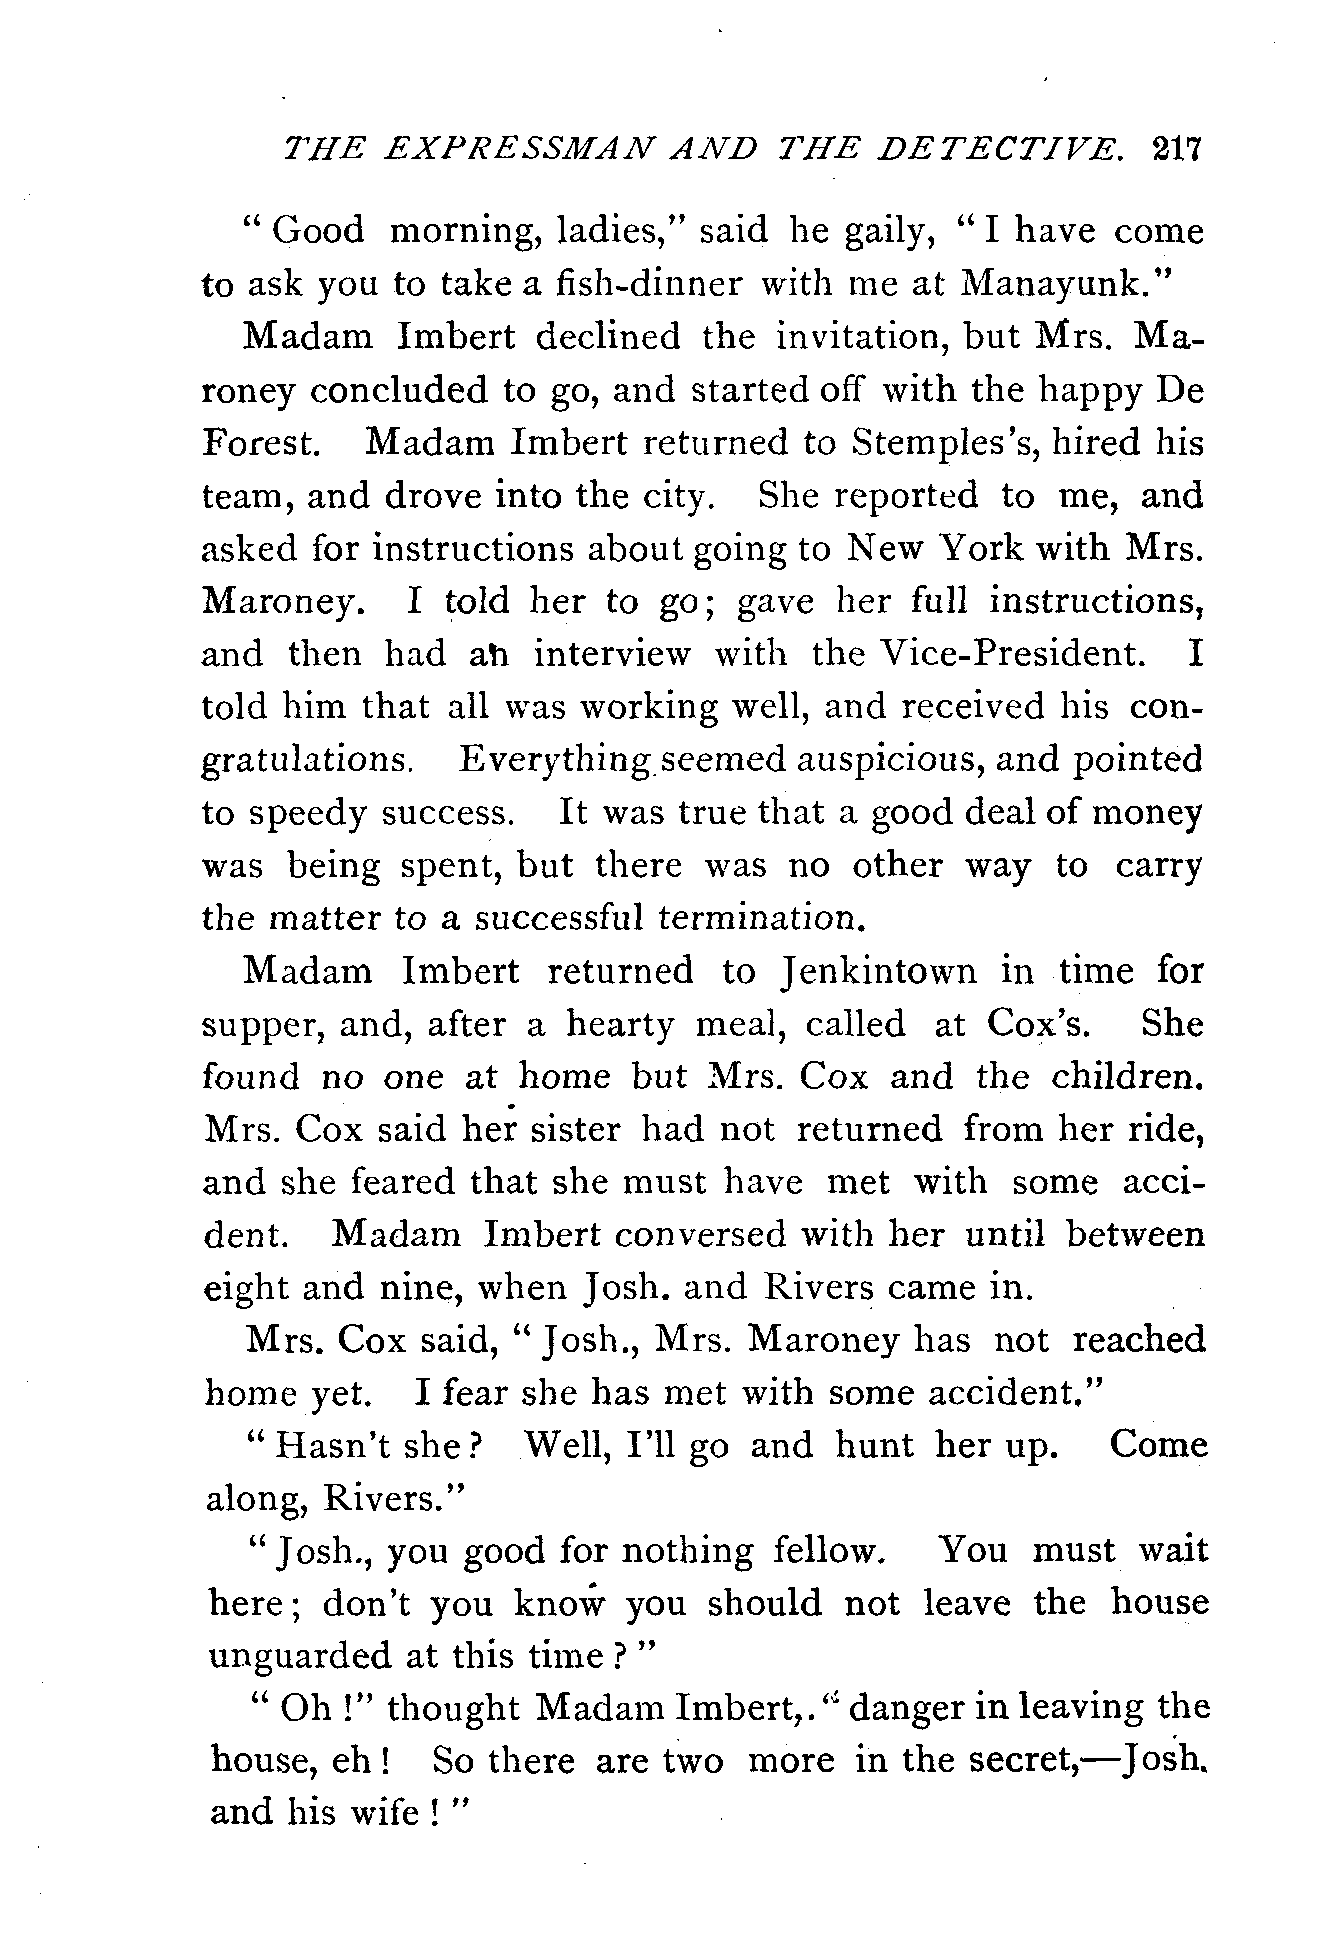 THE EXPRESSMAN AND THE DETECTIVE. 217
" Good morning, ladies," said he gaily, " I have come
to ask you to take a fish-dinner with me at Manayunk."
Madam Imbert declined the invitation, but Mrs. Ma-
roney concluded to go, and started off with the happy De
Forest. Madam Imbert returned to Stemples's, hired his
team, and drove into the city. She reported to me, and
asked for instructions about going to New York with Mrs.
Maroney. I told her to go; gave her full instructions,
and then had an interview with the Vice-President. I
told him that all was working well, and received his con-
gratulations. Everything seemed auspicious, and pointed
to speedy success. It was true that a good deal of money
was being spent, but there was no other way to carry
the matter to a successful termination.
Madam Imbert returned to Jenkintown in time for
supper, and, after a hearty meal, called at Cox's. She
found no one at home but Mrs. Cox and the children.
Mrs. Cox said her sister had not returned from her ride,
and she feared that she must have met with some acci-
dent. Madam Imbert conversed with her until between
eight and nine, when Josh. and Rivers came in.
Mrs. Cox said, " Josh., Mrs. Maroney has not reached
home yet. I fear she has met with some accident."
" Hasn't she? Well, I'll go and hunt her up. Come
along, Rivers."
" Josh., you good for nothing fellow. You must wait
here; don't you know you should not leave the house
unguarded at this time ? "
" Oh !" thought Madam Imbert, " danger in leaving the
house, eh ! So there are two more in the secret,—Josh.
and his wife ! "